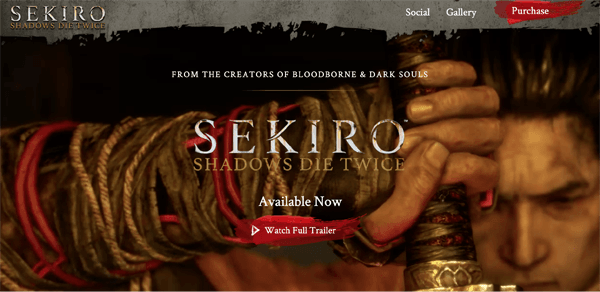 SEKIRO
SHADOWS DIE TWICE
Social
Gallery
Purchase
FROM THE CREATORS OF BLOODBORNE & DARK SOULS
SEKIRO™
SHADOWS DIE TWICE
Available Now
Watch Full Trailer